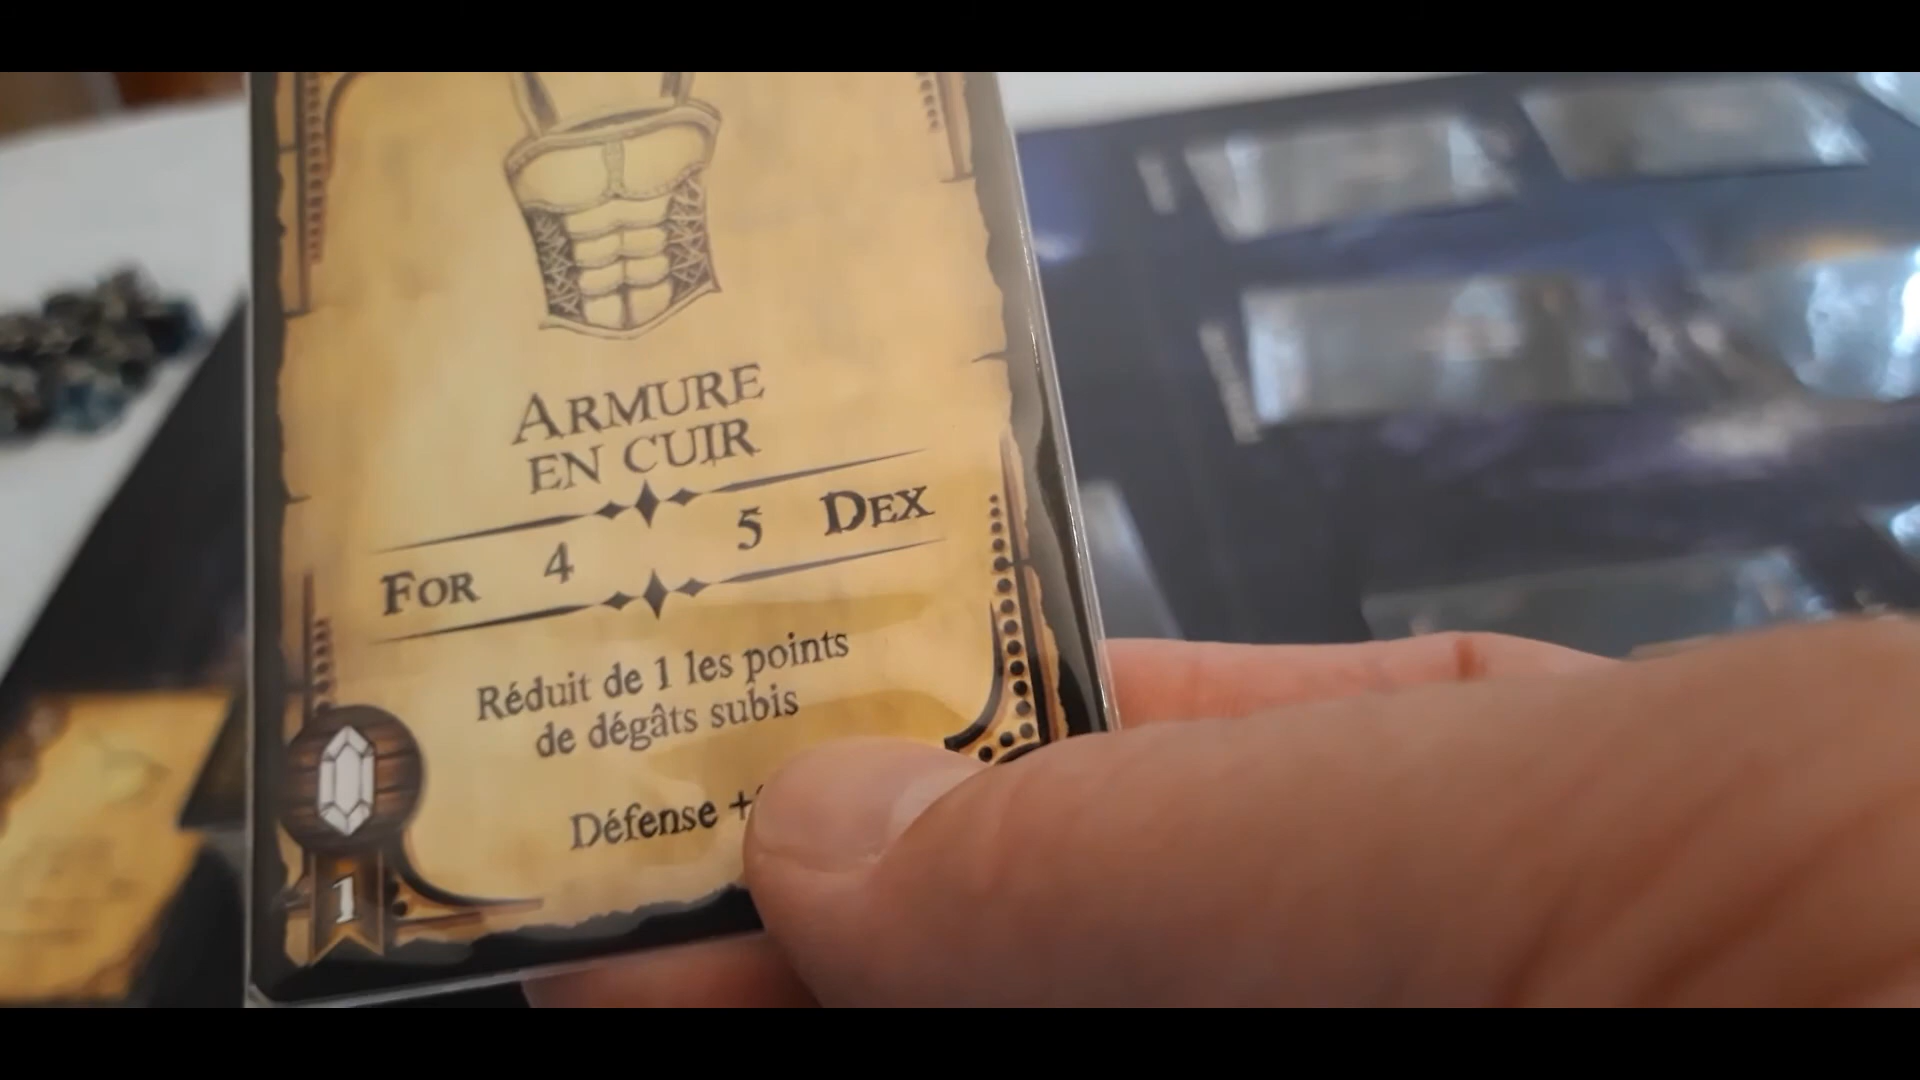 ARMURE
EN CUIR
FOR 4 5 DEX
Réduit de 1 les points
de dégâts subis
Défense +
1